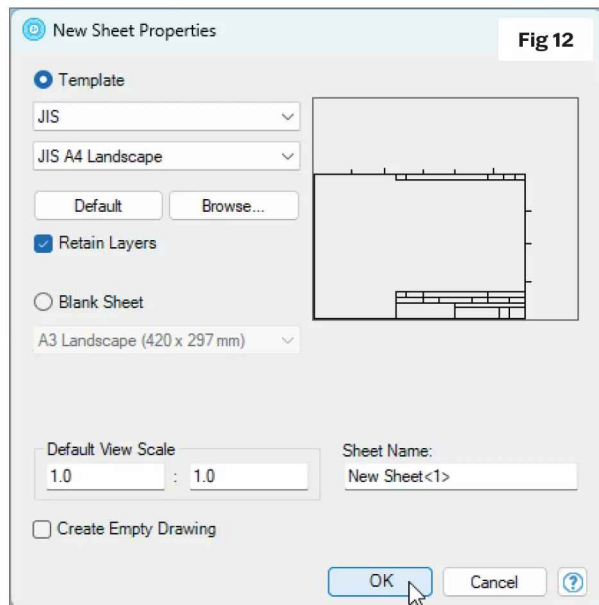 New Sheet Properties
Fig 12
Template
JIS
JIS A4 Landscape
Default Browse...
Retain Layers
Blank Sheet
A3 Landscape (420 x 297 mm)
Default View Scale
1.0 : 1.0
Sheet Name:
New Sheet<1>
Create Empty Drawing
OK Cancel ?